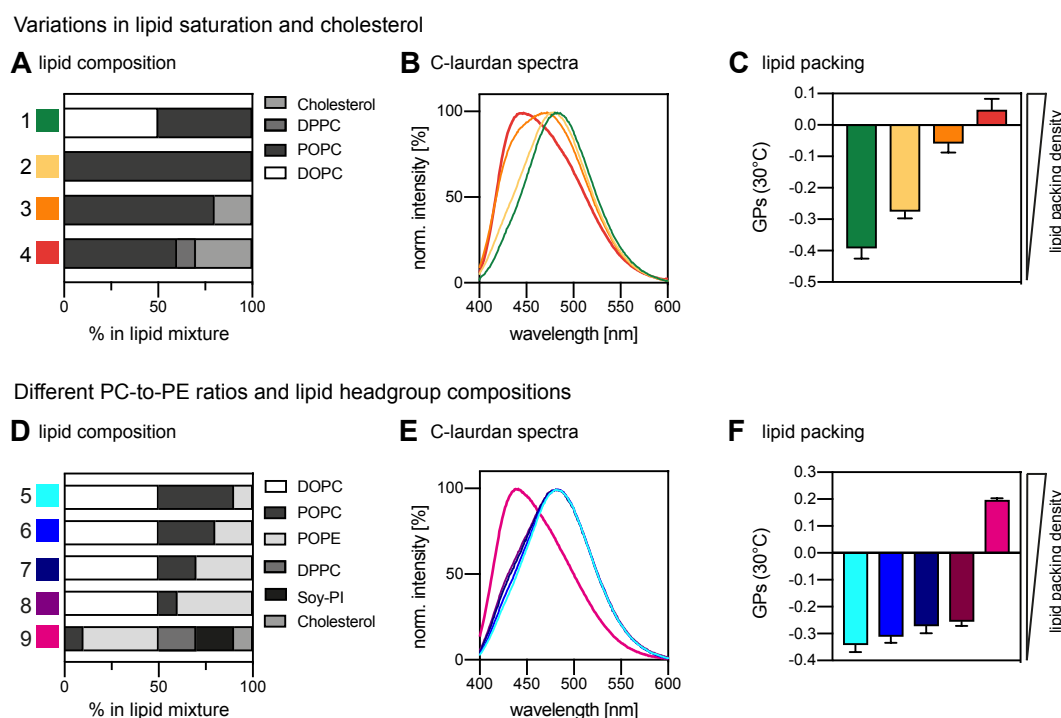 Variations in lipid saturation and cholesterol
A lipid composition
1
2
3
4
0 50 100
% in lipid mixture
Cholesterol
DPPC
POPC
DOPC
B C-laurdan spectra
norm. intensity [%]
100
50
0
400 450 500 550 600
wavelength [nm]
C lipid packing
GPs (30°C)
0.1
0.0
-0.1
-0.2
-0.3
-0.4
-0.5
lipid packing density
Different PC-to-PE ratios and lipid headgroup compositions
D lipid composition
5
6
7
8
9
0 50 100
% in lipid mixture
DOPC
POPC
POPE
DPPC
Soy-PI
Cholesterol
E C-laurdan spectra
norm. intensity [%]
100
50
0
400 450 500 550 600
wavelength [nm]
F lipid packing
GPs (30°C)
0.3
0.2
0.1
0.0
-0.1
-0.2
-0.3
-0.4
lipid packing density